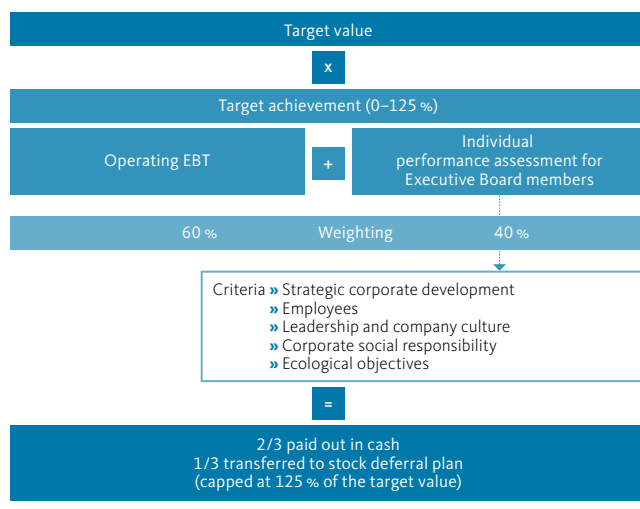 Target value
x
Target achievement (0–125 %)
Operating EBT
+
Individual
performance assessment for
Executive Board members
60 % Weighting 40 %
Criteria » Strategic corporate development
» Employees
» Leadership and company culture
» Corporate social responsibility
» Ecological objectives
=
2/3 paid out in cash
1/3 transferred to stock deferral plan
(capped at 125 % of the target value)